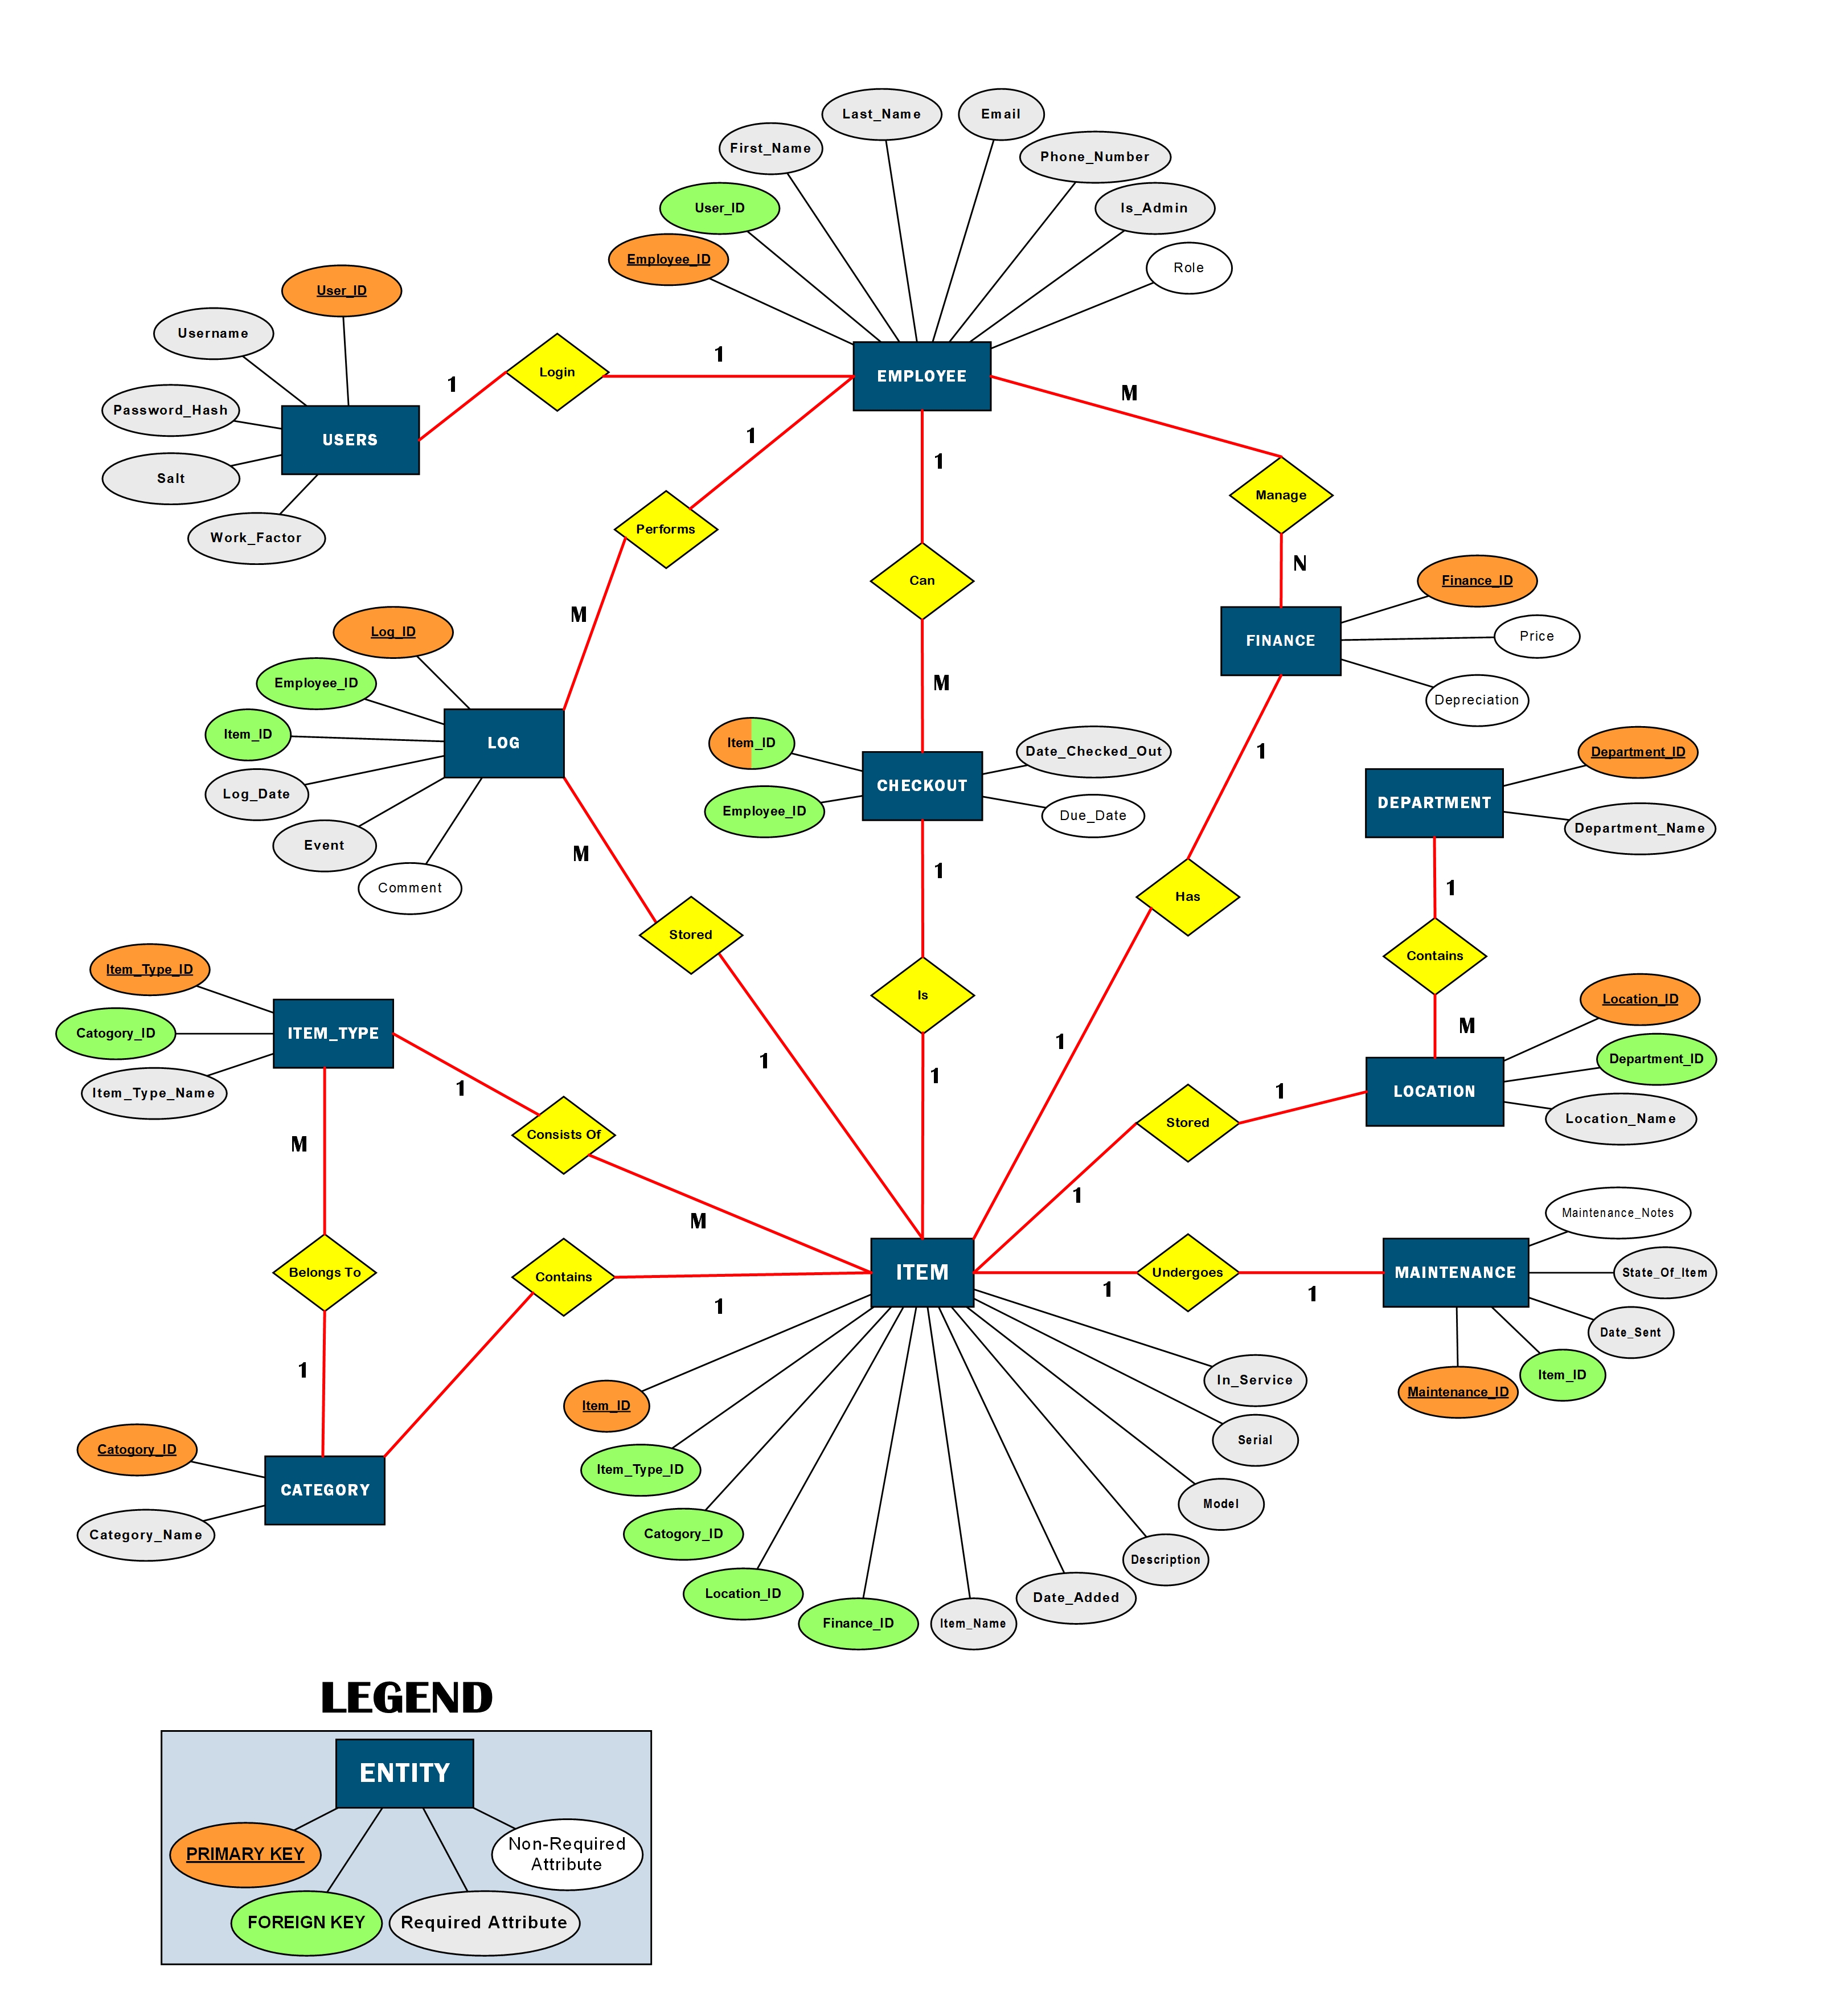 Last_Name
Email
First_Name
Phone_Number
User_ID
Is_Admin
Employee_ID
Role
User_ID
Username
Login
1
1
EMPLOYEE
M
Password_Hash
USERS
Salt
Work_Factor
1
1
Performs
Manage
Can
N
M
Log_ID
Employee_ID
Item_ID
LOG
Log_Date
Event
Comment
M
Finance_ID
FINANCE
Price
Depreciation
M
Item_ID
Employee_ID
CHECKOUT
Date_Checked_Out
Due_Date
1
Department_ID
DEPARTMENT
Department_Name
M
1
1
Stored
Has
Contains
Is
Item_Type_ID
Catogory_ID
ITEM_TYPE
Item_Type_Name
1
1
1
1
M
Location_ID
Department_ID
LOCATION
Location_Name
Consists Of
Stored
1
M
M
1
Belongs To
Contains
ITEM
Undergoes
MAINTENANCE
Maintenance_Notes
State_Of_Item
Date_Sent
Item_ID
Maintenance_ID
1
1
1
1
Catogory_ID
CATEGORY
Category_Name
Item_ID
Item_Type_ID
Catogory_ID
Location_ID
Finance_ID
Item_Name
Date_Added
Description
Model
Serial
In_Service
LEGEND
ENTITY
PRIMARY KEY
Non-Required
Attribute
FOREIGN KEY
Required Attribute